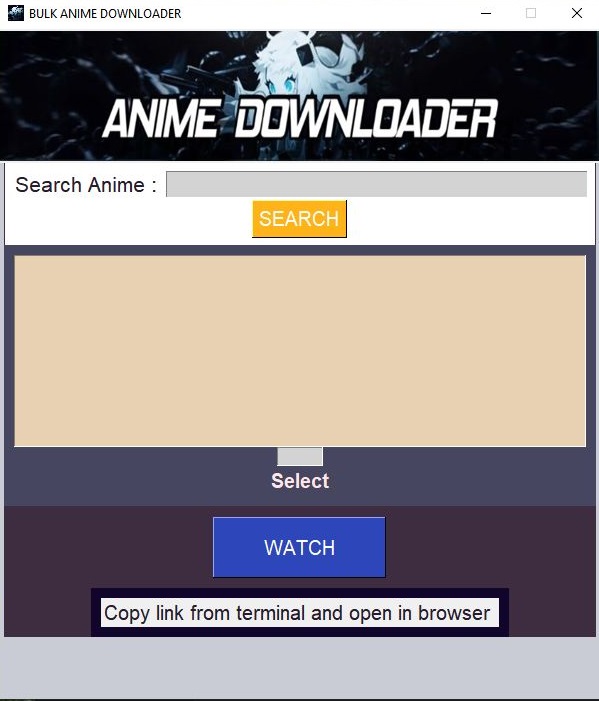 BULK ANIME DOWNLOADER
ANIME DOWNLOADER
Search Anime :
SEARCH
Select
WATCH
Copy link from terminal and open in browser